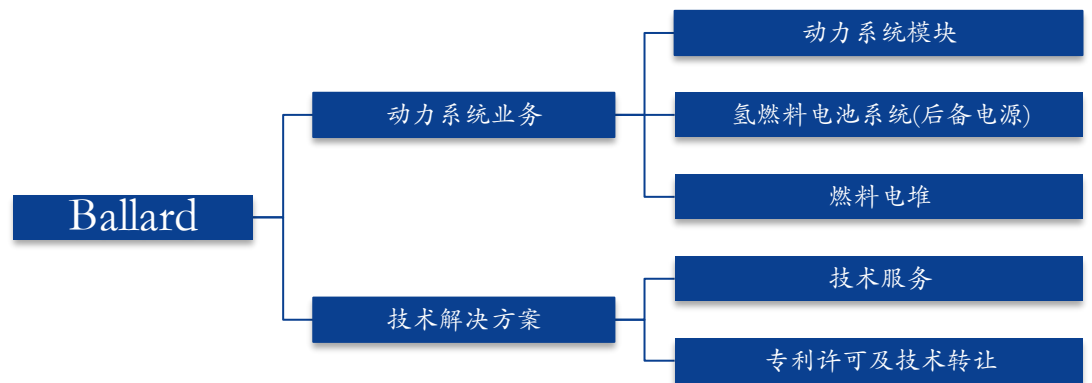 Ballard
动力系统业务
动力系统模块
氢燃料电池系统(后备电源)
燃料电堆
技术解决方案
技术服务
专利许可及技术转让